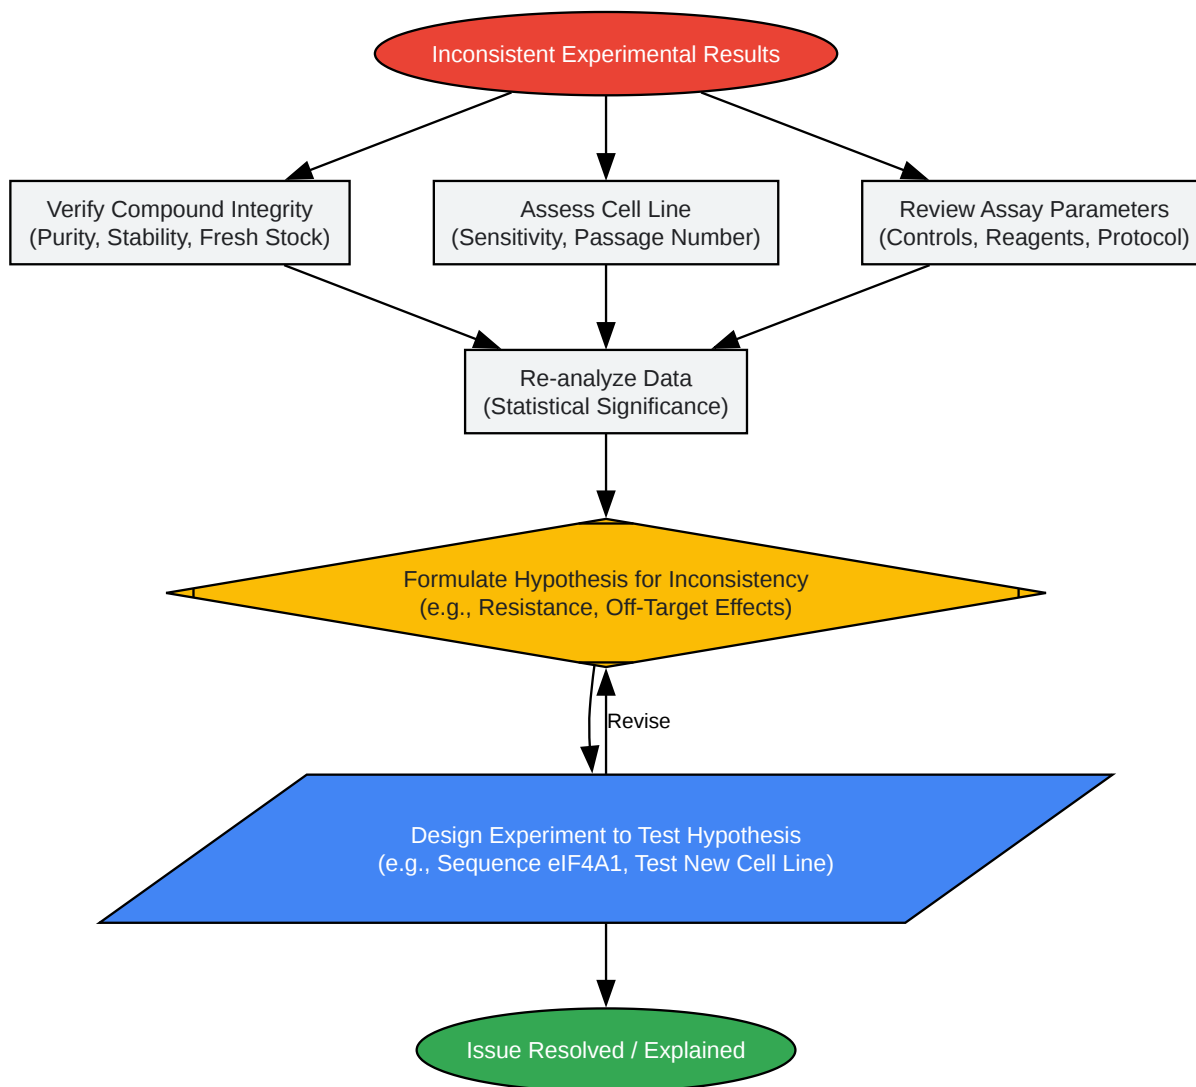 Inconsistent Experimental Results
Verify Compound Integrity
(Purity, Stability, Fresh Stock)
Assess Cell Line
(Sensitivity, Passage Number)
Review Assay Parameters
(Controls, Reagents, Protocol)
Re-analyze Data
(Statistical Significance)
Formulate Hypothesis for Inconsistency
(e.g., Resistance, Off-Target Effects)
Revise
Design Experiment to Test Hypothesis
(e.g., Sequence eIF4A1, Test New Cell Line)
Issue Resolved / Explained